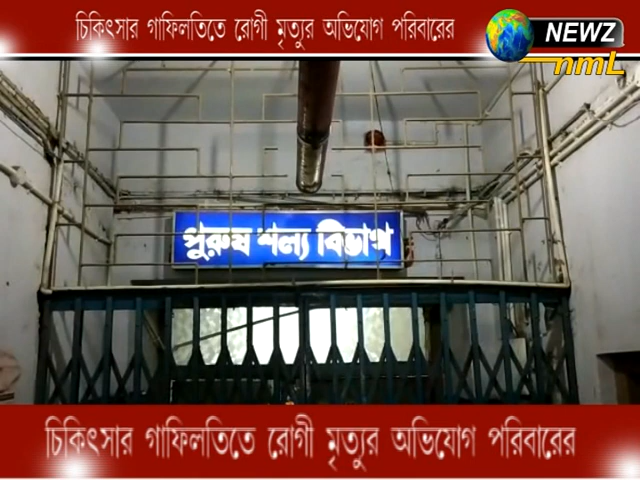 চিকিৎসার গাফিলতিতে রোগী মৃত্যুর অভিযোগ পরিবারের
NEWZ
nmL
পুরুষ শল্য বিভাগ
চিকিৎসার গাফিলতিতে রোগী মৃত্যুর অভিযোগ পরিবারের